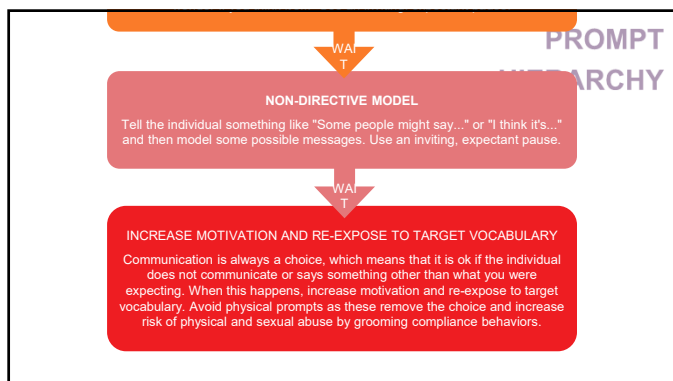 PROMPT
HIERARCHY
WAI
T
NON-DIRECTIVE MODEL
Tell the individual something like "Some people might say..." or "I think it's..."
and then model some possible messages. Use an inviting, expectant pause.
WAI
T
INCREASE MOTIVATION AND RE-EXPOSE TO TARGET VOCABULARY
Communication is always a choice, which means that it is ok if the individual
does not communicate or says something other than what you were
expecting. When this happens, increase motivation and re-expose to target
vocabulary. Avoid physical prompts as these remove the choice and increase
risk of physical and sexual abuse by grooming compliance behaviors.